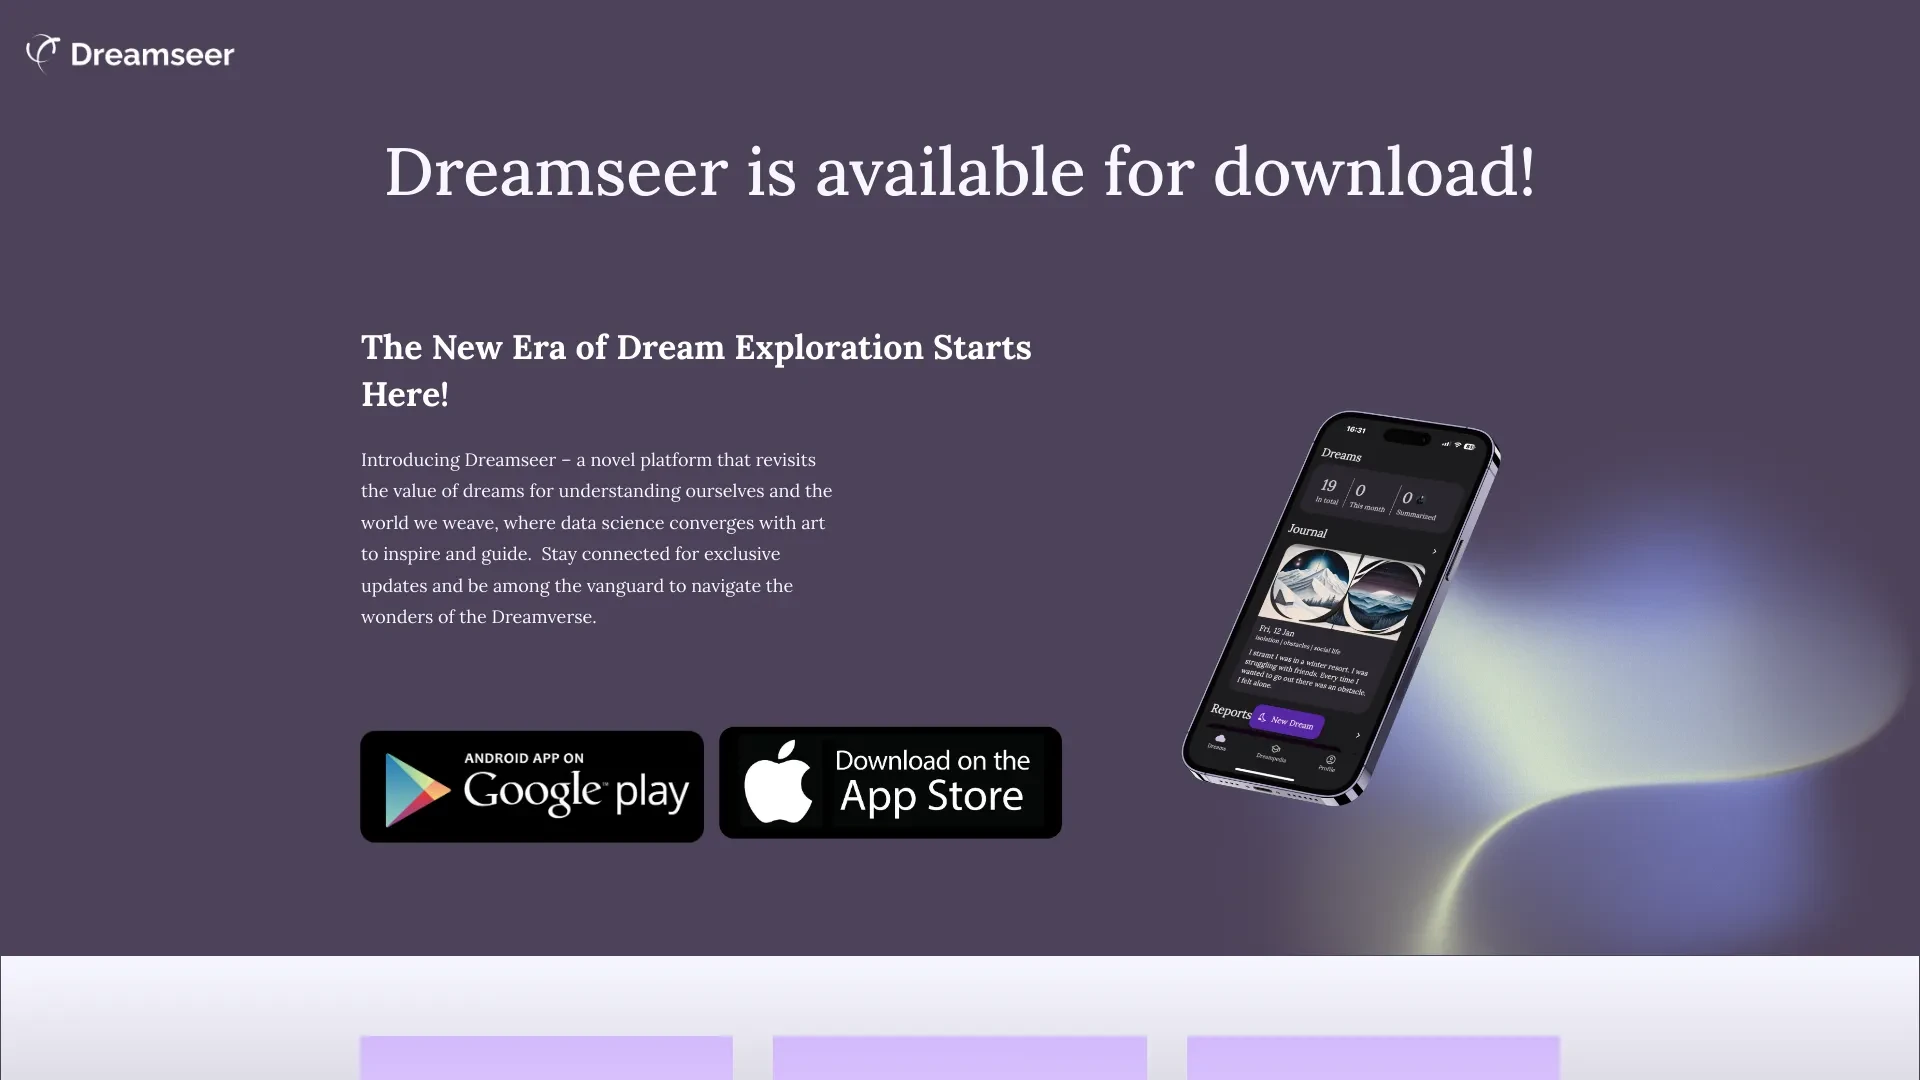 Dreamseer
Dreamseer is available for download!
The New Era of Dream Exploration Starts
Here!
Introducing Dreamseer – a novel platform that revisits
the value of dreams for understanding ourselves and the
world we weave, where data science converges with art
to inspire and guide.  Stay connected for exclusive
updates and be among the vanguard to navigate the
wonders of the Dreamverse.
ANDROID APP ON
Google™ play
Download on the
App Store
16:31
Dreams
19
In total
0
This month
0
Summarized
Journal
Fri, 12 Jan
isolation | obstacles | social life
I was in a winter resort. I was
struggling with friends. Every time I
wanted to go out there was an obstacle.
I felt alone.
Reports
New Dream
Dreams
Dreampedia
Profile